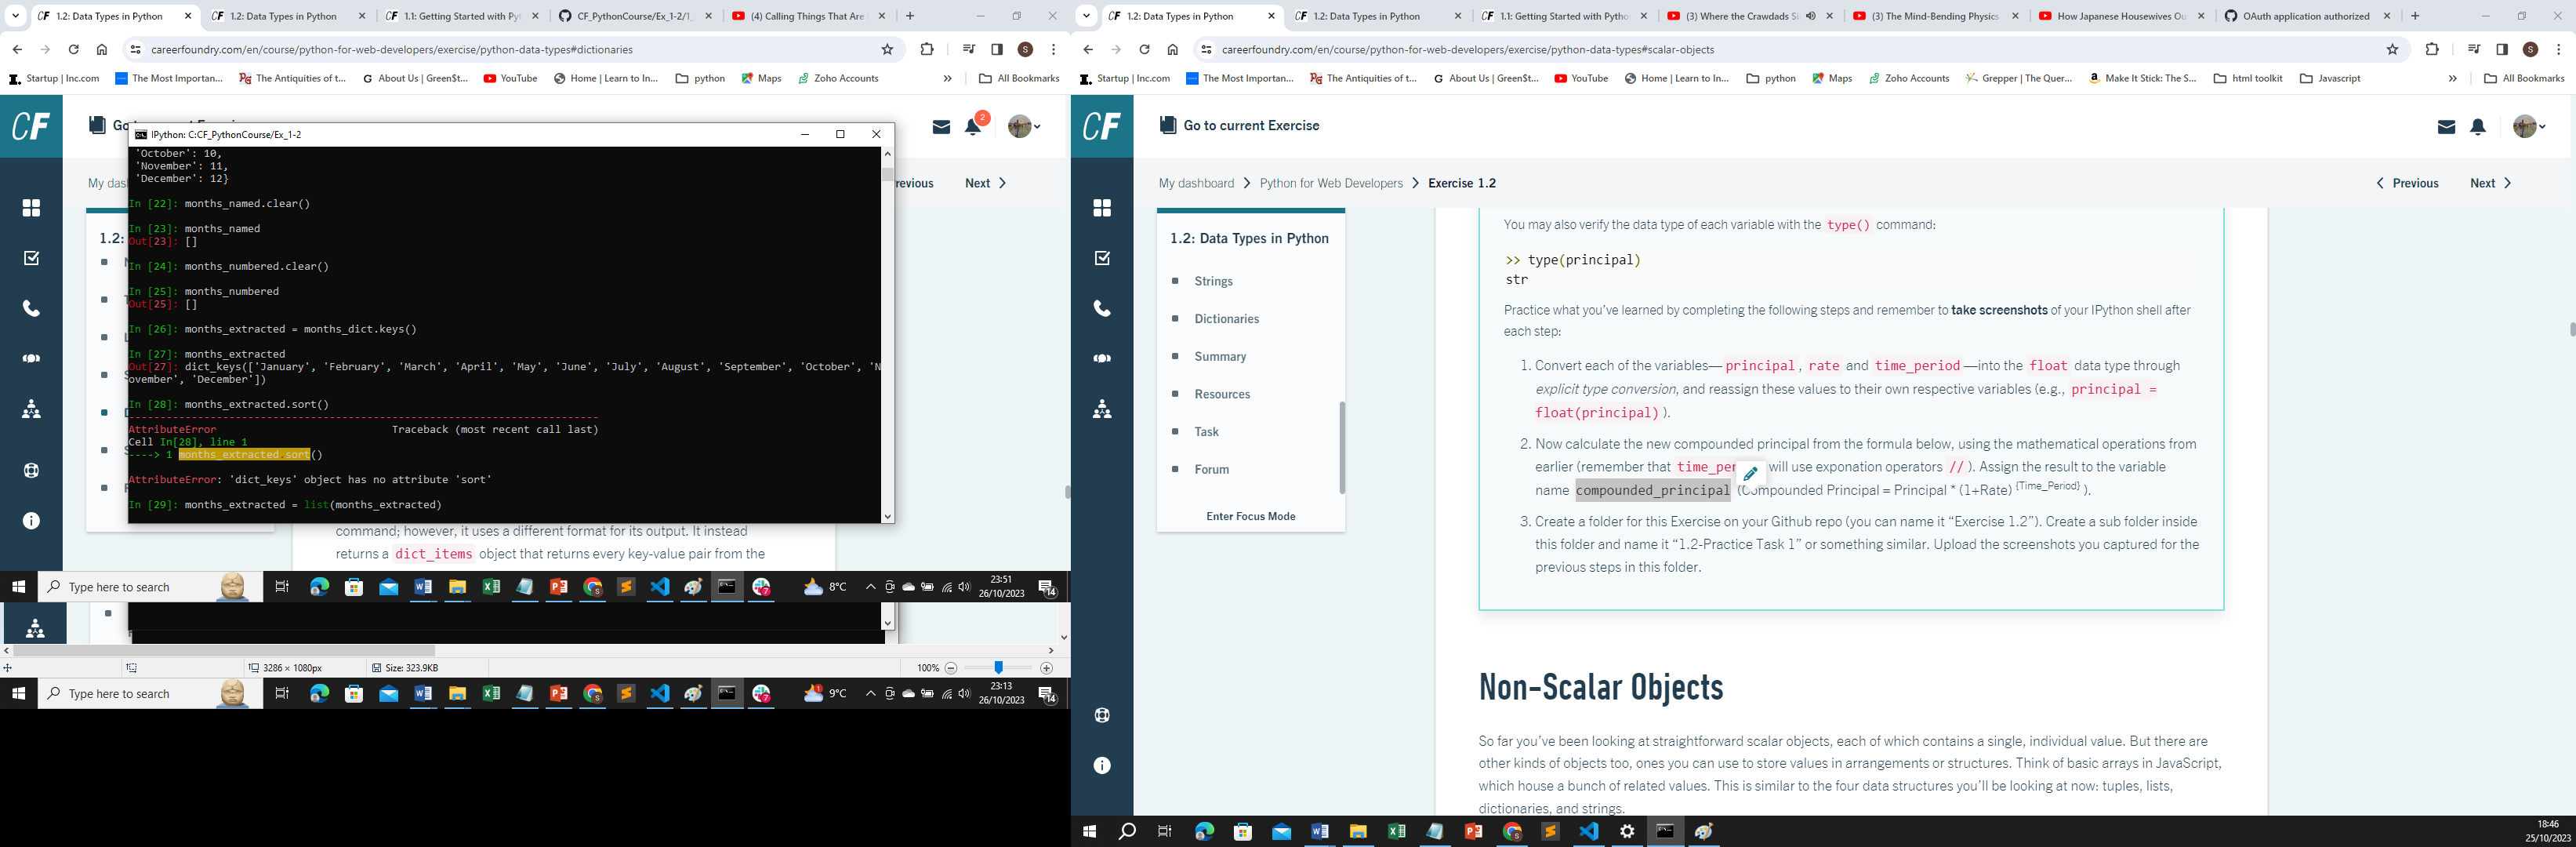 1.2: Data Types in Python
1.2: Data Types in Python
1.1: Getting Started with Pyt
CF_PythonCourse/Ex_1-2/1_
(4) Calling Things That Are
careerfoundry.com/en/course/python-for-web-developers/exercise/python-data-types#dictionaries
Startup | Inc.com
The Most Importan...
The Antiquities of t...
About Us | Green$t...
YouTube
Home | Learn to In...
python
Maps
Zoho Accounts
»
All Bookmarks
CF
Go
2
My das
revious
Next
1.2:
IPython: C:CF_PythonCourse/Ex_1-2
'October': 10,
'November': 11,
'December': 12}
In [22]: months_named.clear()
In [23]: months_named
Out[23]: []
In [24]: months_numbered.clear()
In [25]: months_numbered
Out[25]: []
In [26]: months_extracted = months_dict.keys()
In [27]: months_extracted
Out[27]: dict_keys(['January', 'February', 'March', 'April', 'May', 'June', 'July', 'August', 'September', 'October', 'N
ovember', 'December'])
In [28]: months_extracted.sort()
---------------------------------------------------------------------------
AttributeError Traceback (most recent call last)
Cell In[28], line 1
----> 1 months_extracted.sort()
AttributeError: 'dict_keys' object has no attribute 'sort'
In [29]: months_extracted = list(months_extracted)
command; however, it uses a different format for its output. It instead
returns a dict_items object that returns every key-value pair from the
Type here to search
8°C
23:51
26/10/2023
14
3286 × 1080px
Size: 323.9KB
100%
Type here to search
9°C
23:13
26/10/2023
14
1.2: Data Types in Python
1.2: Data Types in Python
1.1: Getting Started with Pytho
(3) Where the Crawdads Si
(3) The Mind-Bending Physics
How Japanese Housewives Ou
OAuth application authorized
careerfoundry.com/en/course/python-for-web-developers/exercise/python-data-types#scalar-objects
Startup | Inc.com
The Most Importan...
The Antiquities of t...
About Us | Green$t...
YouTube
Home | Learn to In...
python
Maps
Zoho Accounts
Grepper | The Quer...
Make It Stick: The S...
html toolkit
Javascript
»
All Bookmarks
CF
Go to current Exercise
My dashboard > Python for Web Developers > Exercise 1.2
Previous
Next
1.2: Data Types in Python
Strings
Dictionaries
Summary
Resources
Task
Forum
Enter Focus Mode
You may also verify the data type of each variable with the type() command:
>> type(principal)
str
Practice what you've learned by completing the following steps and remember to take screenshots of your IPython shell after
each step:
1. Convert each of the variables—principal, rate and time_period—into the float data type through
explicit type conversion, and reassign these values to their own respective variables (e.g., principal =
float(principal)).
2. Now calculate the new compounded principal from the formula below, using the mathematical operations from
earlier (remember that time_per will use exponation operators //). Assign the result to the variable
name compounded_principal (Compounded Principal = Principal * (1+Rate) {Time_Period} ).
3. Create a folder for this Exercise on your Github repo (you can name it “Exercise 1.2”). Create a sub folder inside
this folder and name it “1.2-Practice Task 1” or something similar. Upload the screenshots you captured for the
previous steps in this folder.
Non-Scalar Objects
So far you've been looking at straightforward scalar objects, each of which contains a single, individual value. But there are
other kinds of objects too, ones you can use to store values in arrangements or structures. Think of basic arrays in JavaScript,
which house a bunch of related values. This is similar to the four data structures you'll be looking at now: tuples, lists,
dictionaries, and strings.
18:46
25/10/2023